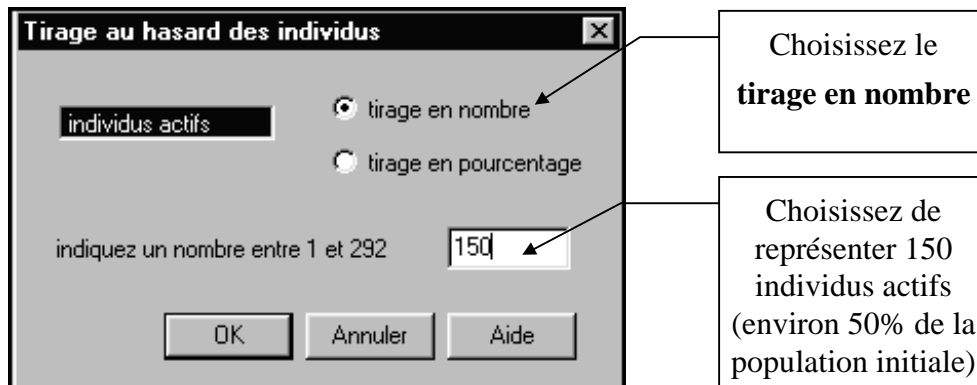 Tirage au hasard des individus
individus actifs
tirage en nombre
tirage en pourcentage
indiquez un nombre entre 1 et 292
150
OK
Annuler
Aide
Choisissez le
tirage en nombre
Choisissez de
représenter 150
individus actifs
(environ 50% de la
population initiale)